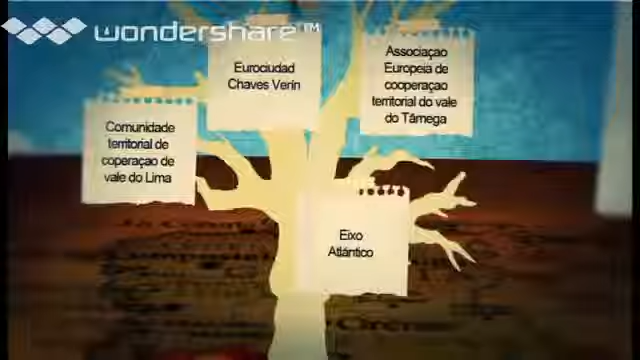 wondershare™
Eurociudad
Chaves Verín
Associaçao
Europeia de
cooperaçao
territorial do vale
do Tâmega
Comunidade
territorial de
coperaçao de
vale do Lima
Eixo
Atlántico